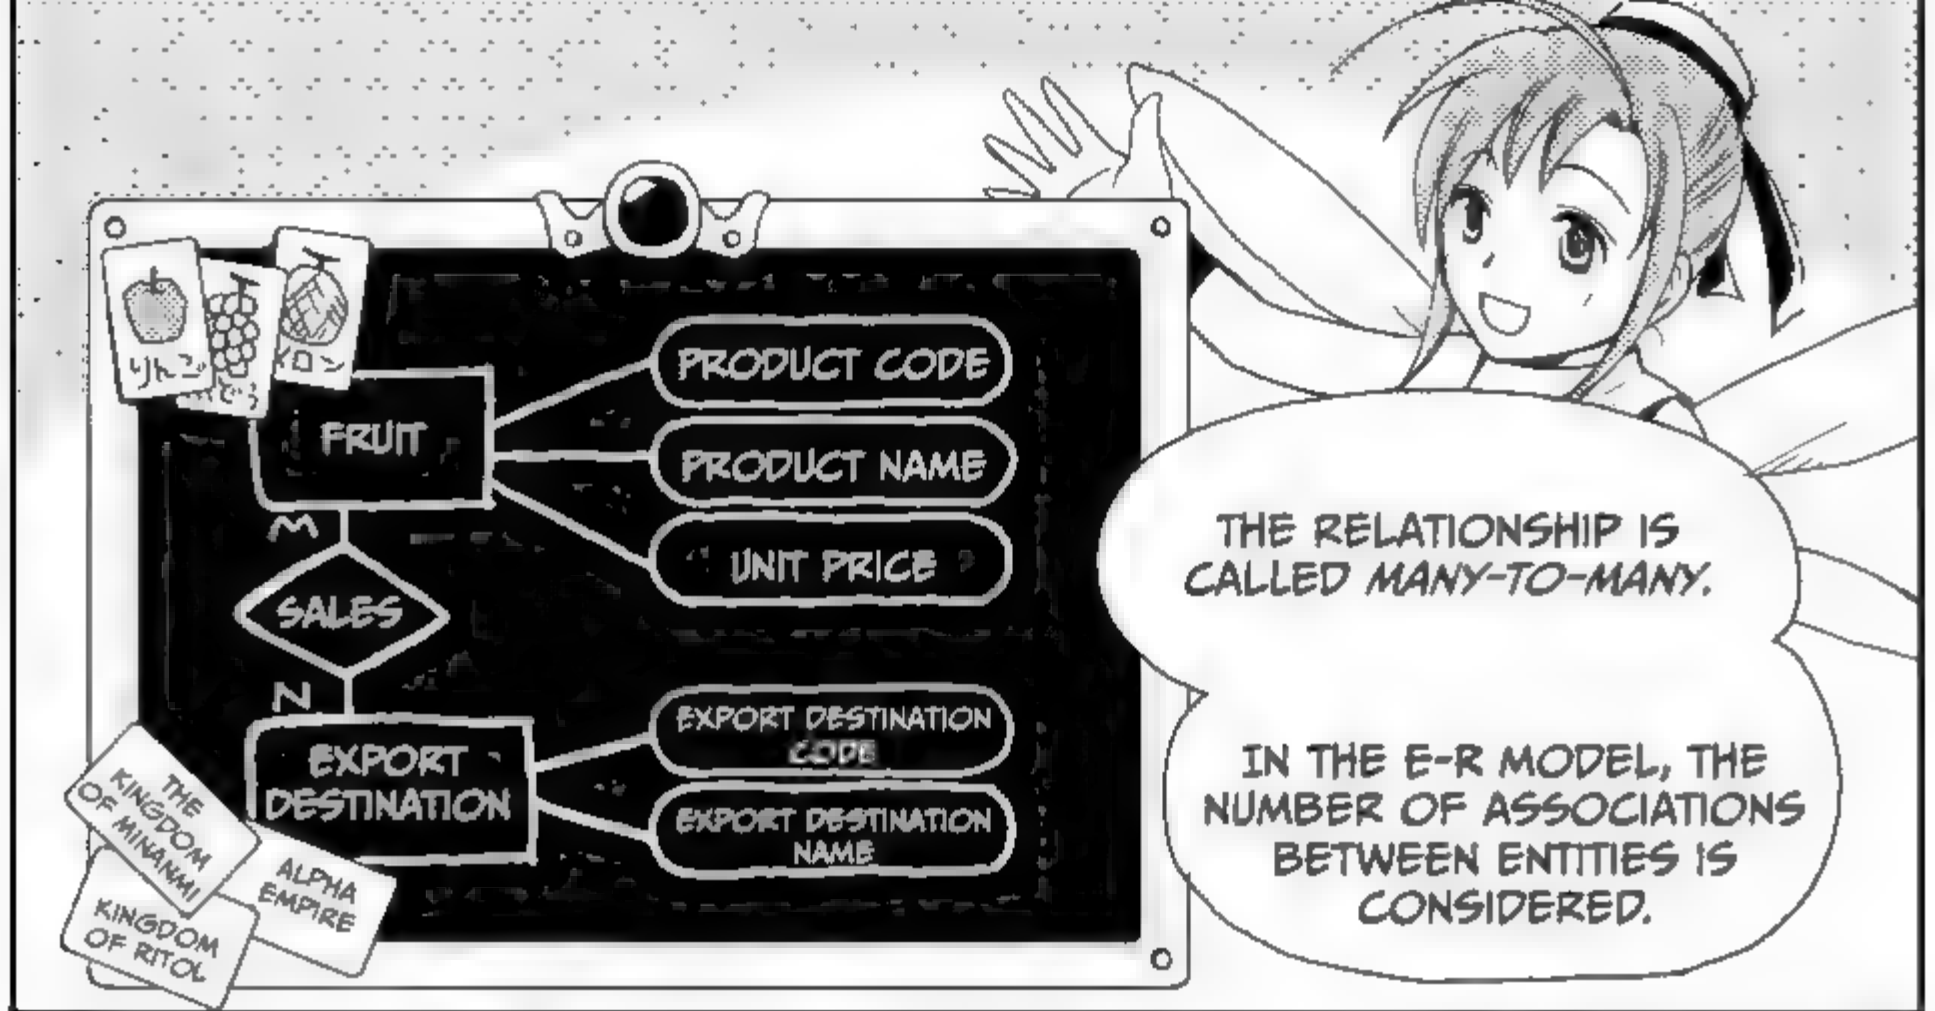 りんご
メロン
FRUIT
PRODUCT CODE
PRODUCT NAME
UNIT PRICE
M
SALES
N
EXPORT
DESTINATION
EXPORT DESTINATION
CODE
EXPORT DESTINATION
NAME
THE
KINGDOM
OF MINANMI
ALPHA
EMPIRE
KINGDOM
OF RITOL
THE RELATIONSHIP IS
CALLED MANY-TO-MANY.
IN THE E-R MODEL, THE
NUMBER OF ASSOCIATIONS
BETWEEN ENTITIES IS
CONSIDERED.